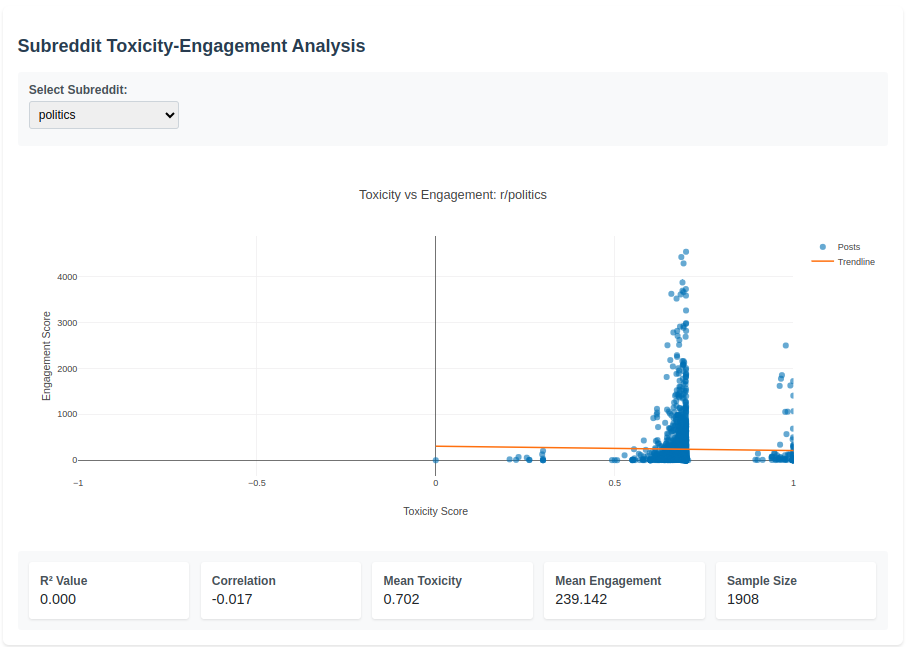 Subreddit Toxicity-Engagement Analysis
Select Subreddit:
politics
Toxicity vs Engagement: r/politics
Posts
Trendline
Engagement Score
4000
3000
2000
1000
0
−1
−0.5
0
0.5
1
Toxicity Score
R² Value
0.000
Correlation
-0.017
Mean Toxicity
0.702
Mean Engagement
239.142
Sample Size
1908